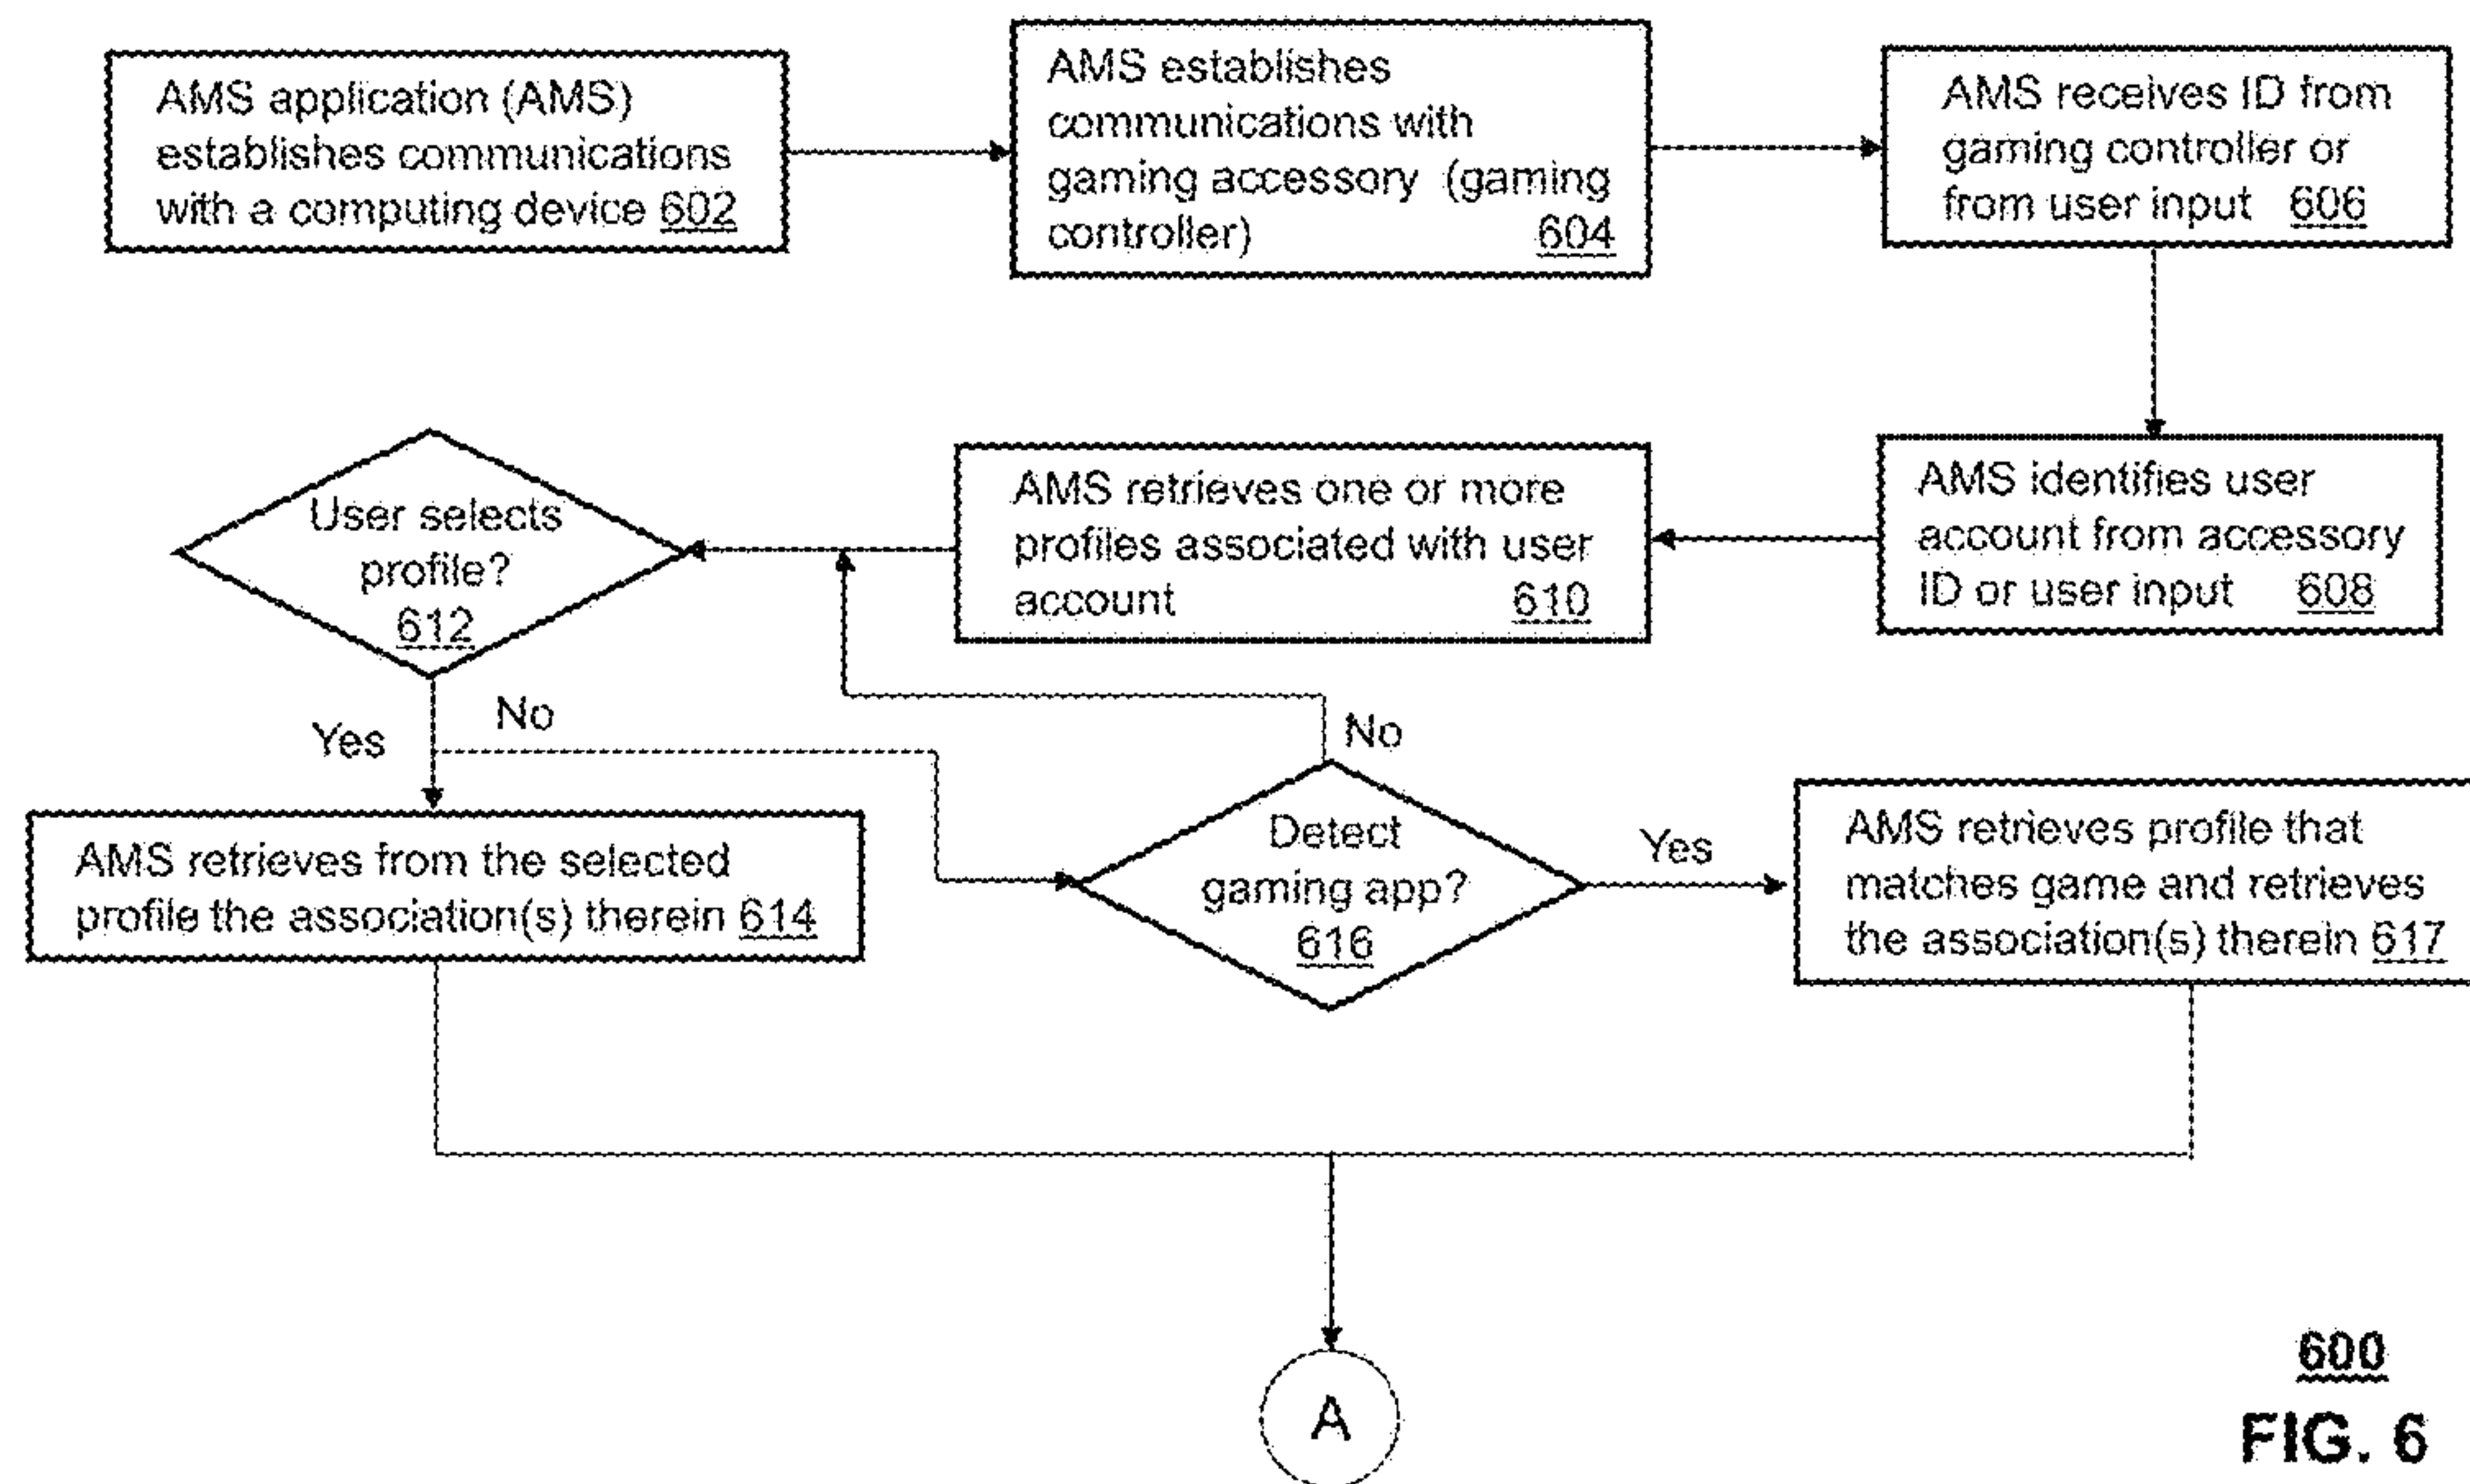 AMS application (AMS)
establishes communications
with a computing device 602
AMS establishes
communications with
gaming accessory (gaming
controller) 604
AMS receives ID from
gaming controller or
from user input 606
AMS identifies user
account from accessory
ID or user input 608
AMS retrieves one or more
profiles associated with user
account 610
User selects
profile?
612
Yes
No
AMS retrieves from the selected
profile the association(s) therein 614
Detect
gaming app?
616
No
Yes
AMS retrieves profile that
matches game and retrieves
the association(s) therein 617
A
600
FIG. 6